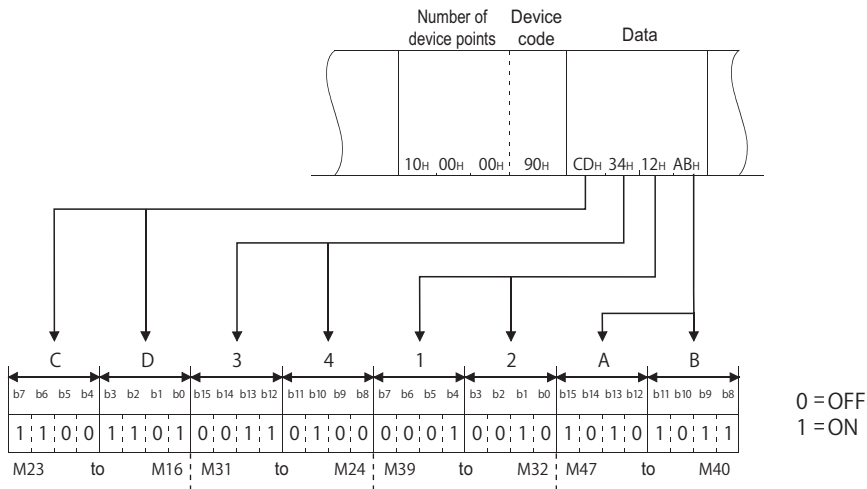 Number of device points Device code Data
10H 00H 00H 90H CDH 34H 12H ABH
C D 3 4 1 2 A B
b7 b6 b5 b4 b3 b2 b1 b0 b15 b14 b13 b12 b11 b10 b9 b8 b7 b6 b5 b4 b3 b2 b1 b0 b15 b14 b13 b12 b11 b10 b9 b8
1 1 0 0 1 1 0 1 0 0 1 1 0 1 0 0 0 0 0 1 0 0 1 0 1 0 1 0 1 0 1 1
M23 to M16 M31 to M24 M39 to M32 M47 to M40
0 = OFF
1 = ON